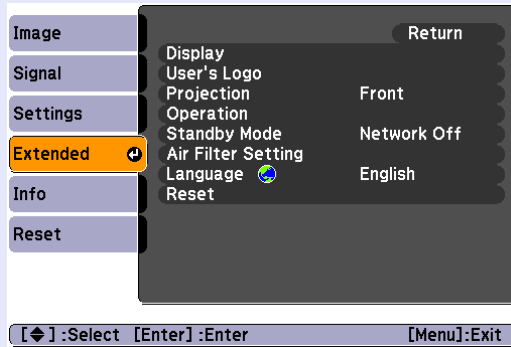 Image
Signal
Settings
Extended
Info
Reset
Return
Display
User's Logo
Projection Front
Operation
Standby Mode Network Off
Air Filter Setting
Language English
Reset
[◆] :Select [Enter] :Enter [Menu]:Exit